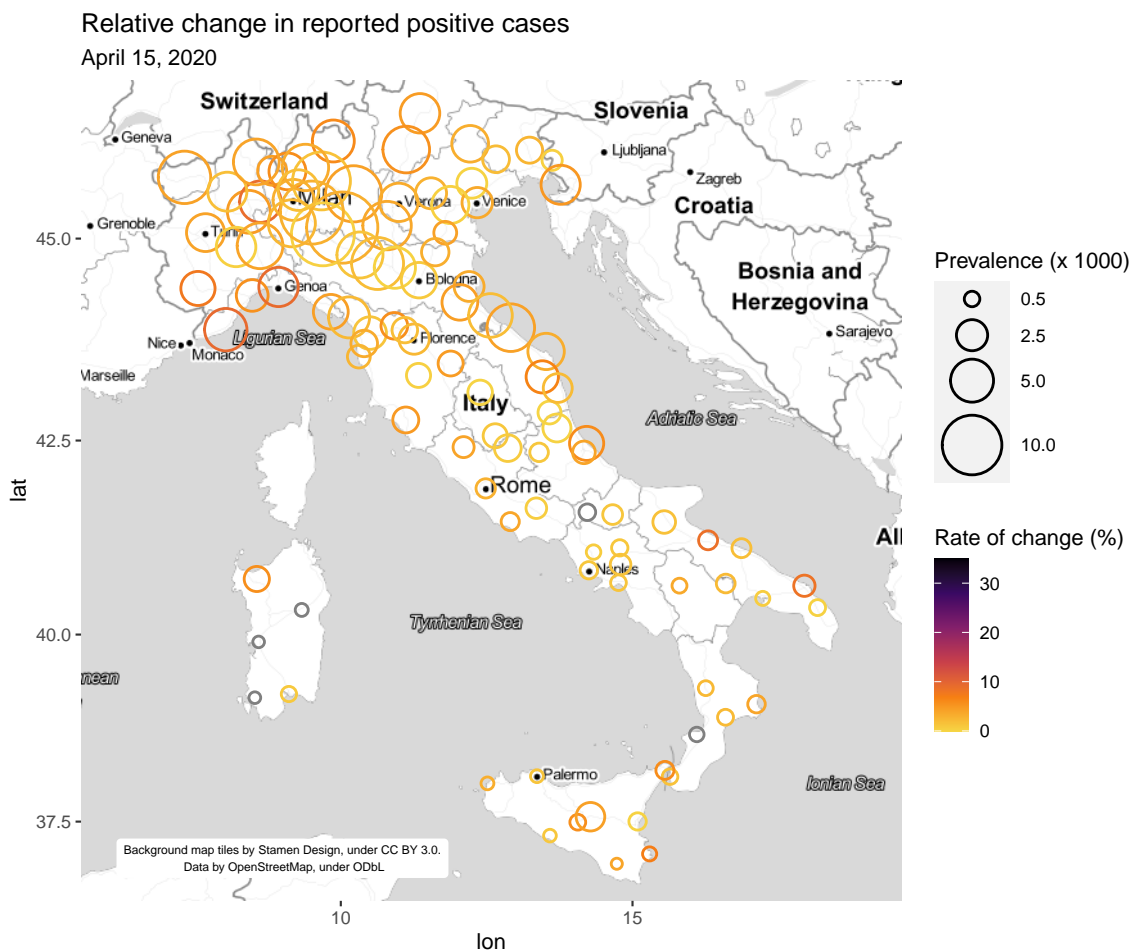 Relative change in reported positive cases
April 15, 2020
Switzerland
Slovenia
Geneva
Ljubljana
Zagreb
Milan
Verona
Venice
Croatia
Grenoble
Turin
45.0
Bosnia and
Herzegovina
Bologna
Genoa
Sarajevo
Ligurian Sea
Nice
Monaco
Florence
Marseille
Italy
Adriatic Sea
42.5
Rome
lat
All
Naples
40.0
Tyrrhenian Sea
nean
Palermo
Ionian Sea
37.5
Background map tiles by Stamen Design, under CC BY 3.0.
Data by OpenStreetMap, under ODbL
10
15
lon
Prevalence (x 1000)
0.5
2.5
5.0
10.0
Rate of change (%)
30
20
10
0